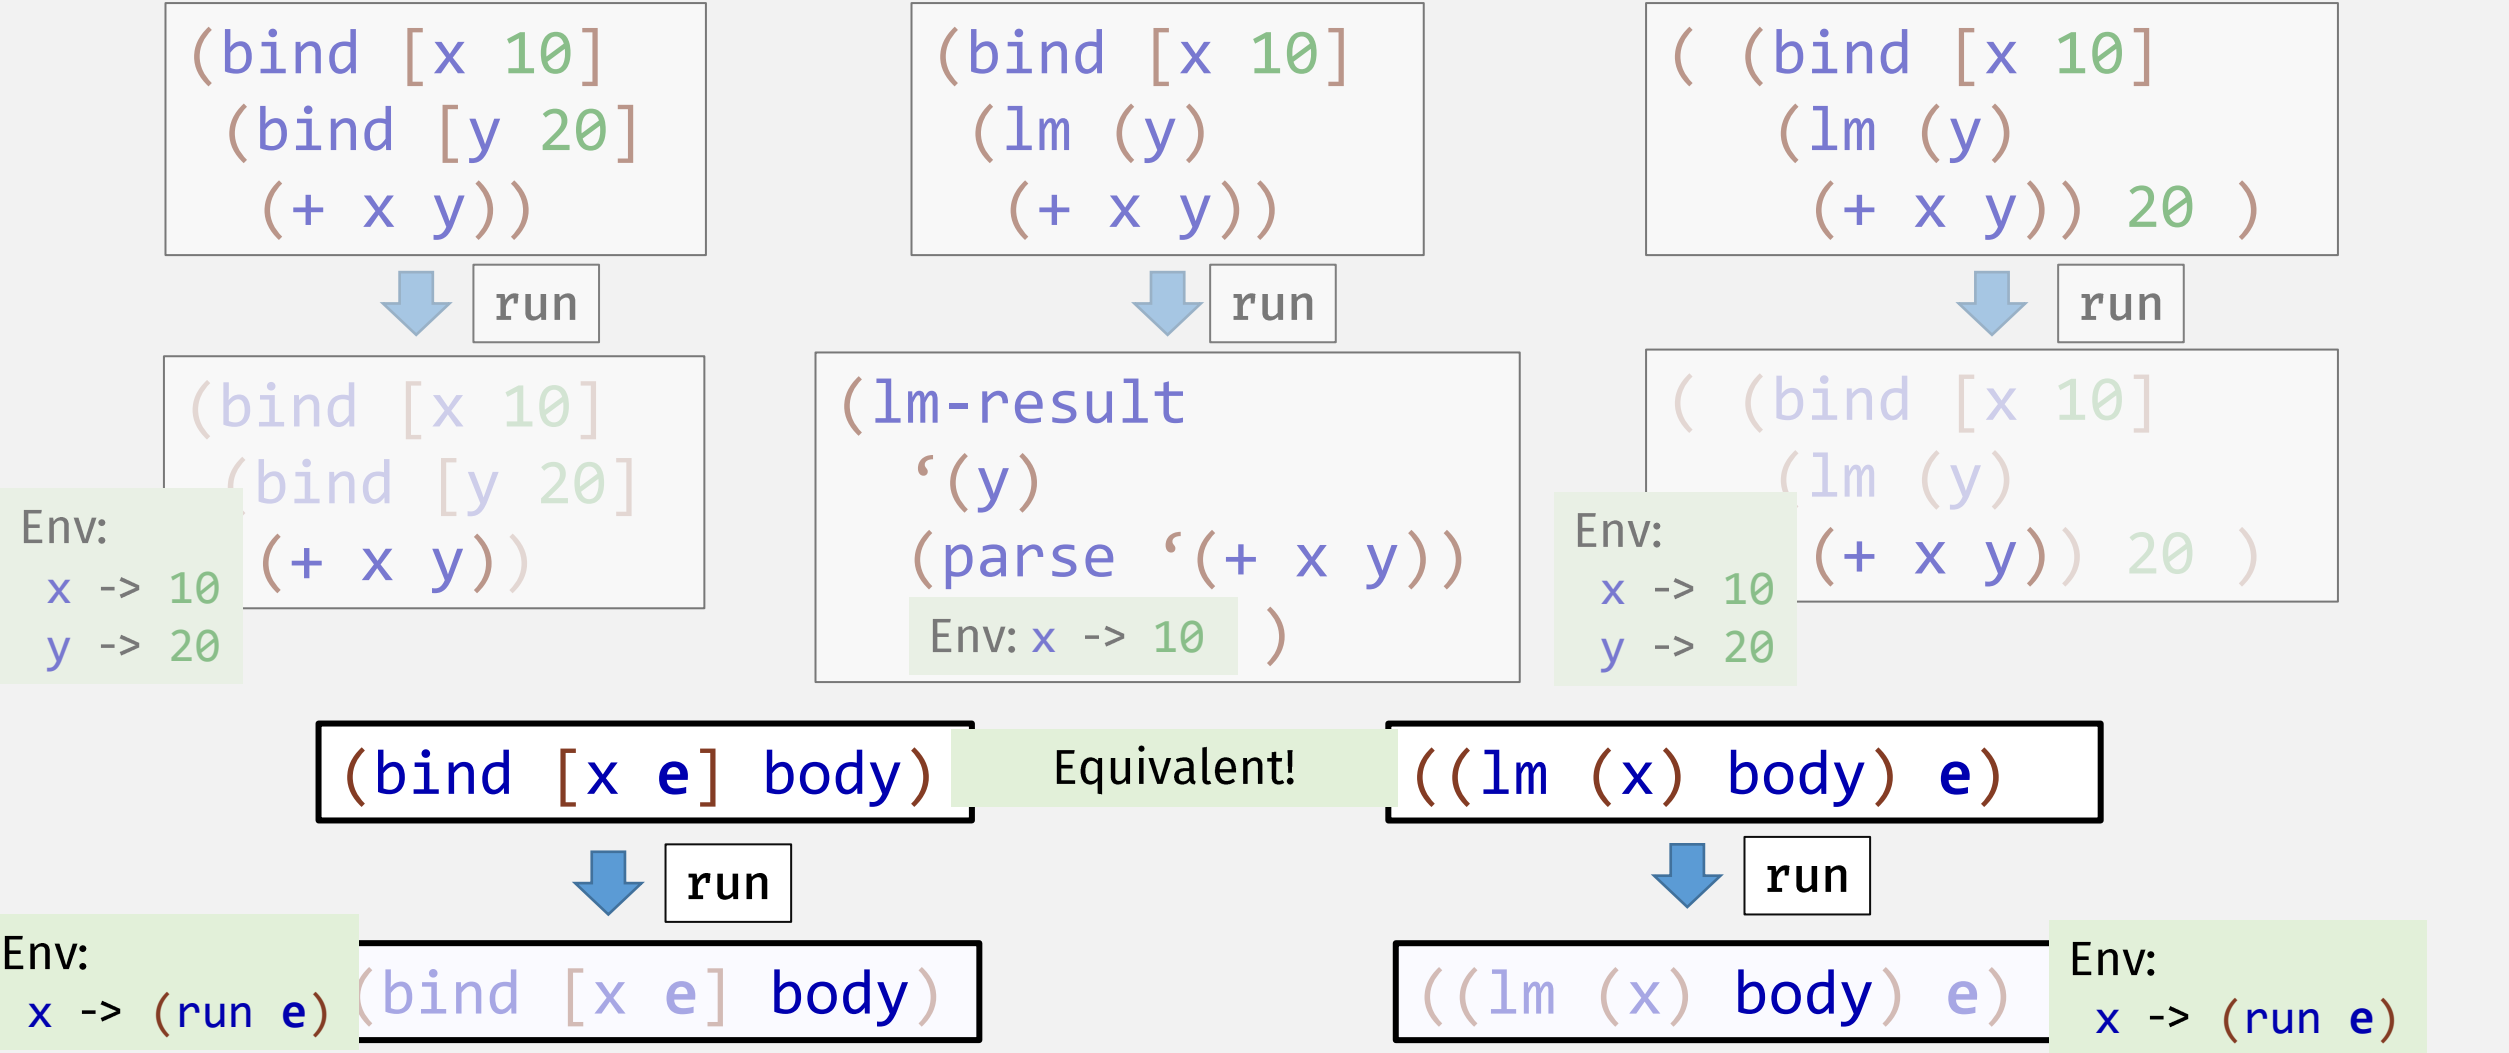 (bind [x 10]
(bind [y 20]
(+ x y))
(bind [x 10]
(lm (y)
(+ x y))
( (bind [x 10]
(lm (y)
(+ x y)) 20 )
run
run
run
(bind [x 10]
(bind [y 20]
(+ x y))
Env:
x -> 10
y -> 20
(lm-result
‘(y)
(parse ‘(+ x y))
Env: x -> 10 )
( (bind [x 10]
(lm (y)
(+ x y)) 20 )
Env:
x -> 10
y -> 20
(bind [x e] body)
Equivalent!
((lm (x) body) e)
run
run
Env:
x -> (run e)
(bind [x e] body)
((lm (x) body) e)
Env:
x -> (run e)